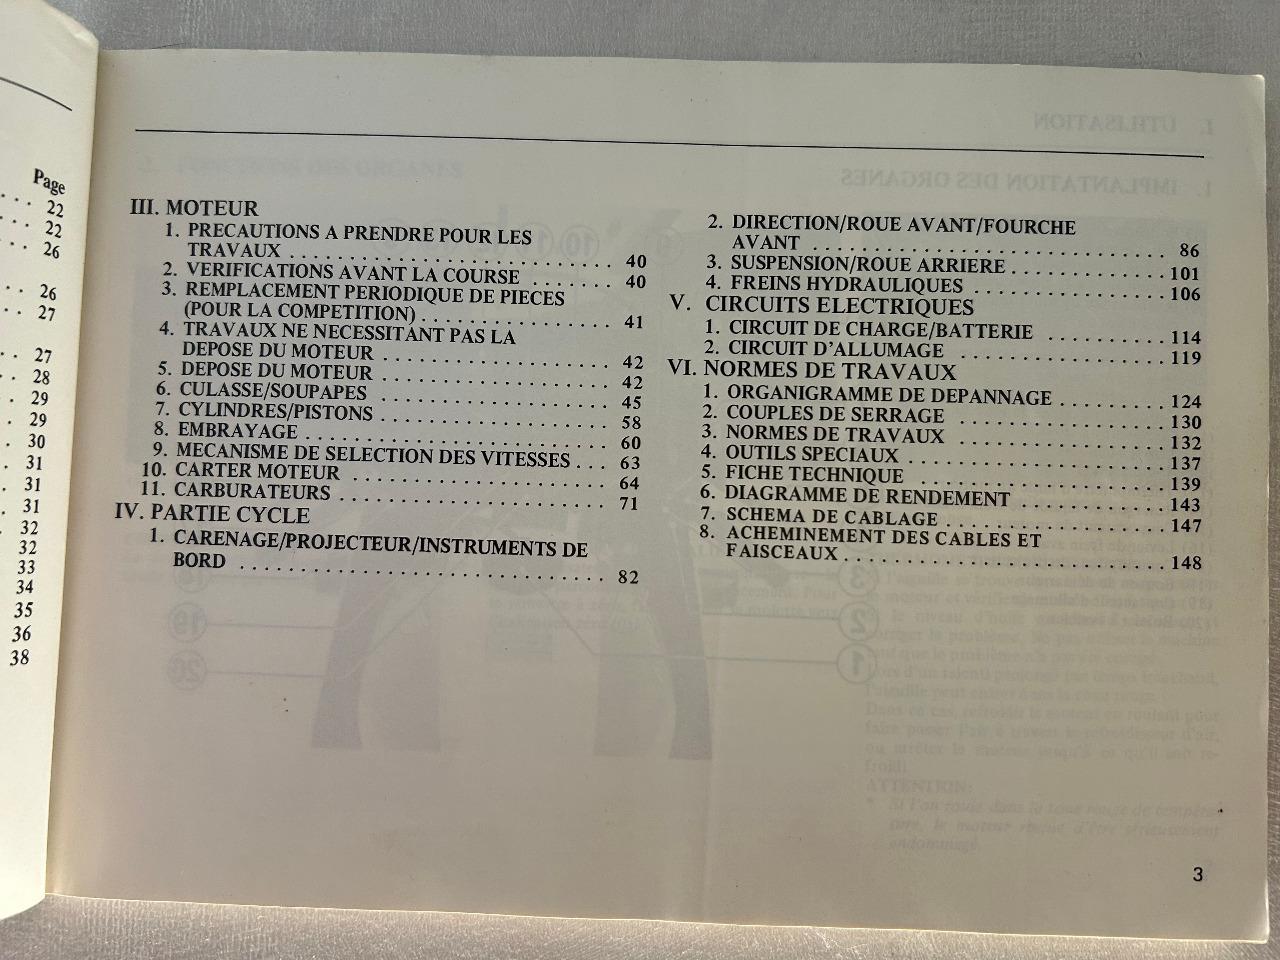 Page
. . . 22
. . . 22
. . . 26
26
. . . 27
. . 27
. . 28
. . 29
. . 29
. . 30
. . 31
. 31
. 31
. 32
32
33
34
35
36
38
III. MOTEUR
1. PRECAUTIONS A PRENDRE POUR LES
TRAVAUX . . . . . . . . . . . . . . . . . . . . . . . . . . . . 40
2. VERIFICATIONS AVANT LA COURSE . . . . . . . 40
3. REMPLACEMENT PERIODIQUE DE PIECES
(POUR LA COMPETITION) . . . . . . . . . . . . . . . . 41
4. TRAVAUX NE NECESSITANT PAS LA
DEPOSE DU MOTEUR . . . . . . . . . . . . . . . . . . . 42
5. DEPOSE DU MOTEUR . . . . . . . . . . . . . . . . . . . 42
6. CULASSE/SOUPAPES . . . . . . . . . . . . . . . . . . . 45
7. CYLINDRES/PISTONS . . . . . . . . . . . . . . . . . . . 58
8. EMBRAYAGE . . . . . . . . . . . . . . . . . . . . . . . . . 60
9. MECANISME DE SELECTION DES VITESSES . . . 63
10. CARTER MOTEUR . . . . . . . . . . . . . . . . . . . . . 64
11. CARBURATEURS . . . . . . . . . . . . . . . . . . . . . . 71
IV. PARTIE CYCLE
1. CARENAGE/PROJECTEUR/INSTRUMENTS DE
BORD . . . . . . . . . . . . . . . . . . . . . . . . . . . . . . 82
2. DIRECTION/ROUE AVANT/FOURCHE
AVANT . . . . . . . . . . . . . . . . . . . . . . . . . . . . . 86
3. SUSPENSION/ROUE ARRIERE . . . . . . . . . . . . . 101
4. FREINS HYDRAULIQUES . . . . . . . . . . . . . . . . 106
V. CIRCUITS ELECTRIQUES
1. CIRCUIT DE CHARGE/BATTERIE . . . . . . . . . . 114
2. CIRCUIT D'ALLUMAGE . . . . . . . . . . . . . . . . . 119
VI. NORMES DE TRAVAUX
1. ORGANIGRAMME DE DEPANNAGE . . . . . . . . . 124
2. COUPLES DE SERRAGE . . . . . . . . . . . . . . . . . . 130
3. NORMES DE TRAVAUX . . . . . . . . . . . . . . . . . 132
4. OUTILS SPECIAUX . . . . . . . . . . . . . . . . . . . . . 137
5. FICHE TECHNIQUE . . . . . . . . . . . . . . . . . . . . . 139
6. DIAGRAMME DE RENDEMENT . . . . . . . . . . . . 143
7. SCHEMA DE CABLAGE . . . . . . . . . . . . . . . . . . 147
8. ACHEMINEMENT DES CABLES ET
FAISCEAUX . . . . . . . . . . . . . . . . . . . . . . . . . . 148
3